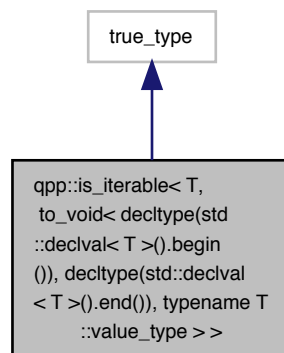 true_type
qpp::is_iterable< T,
to_void< decltype(std
::declval< T >().begin
()), decltype(std::declval
< T >().end()), typename T
::value_type > >